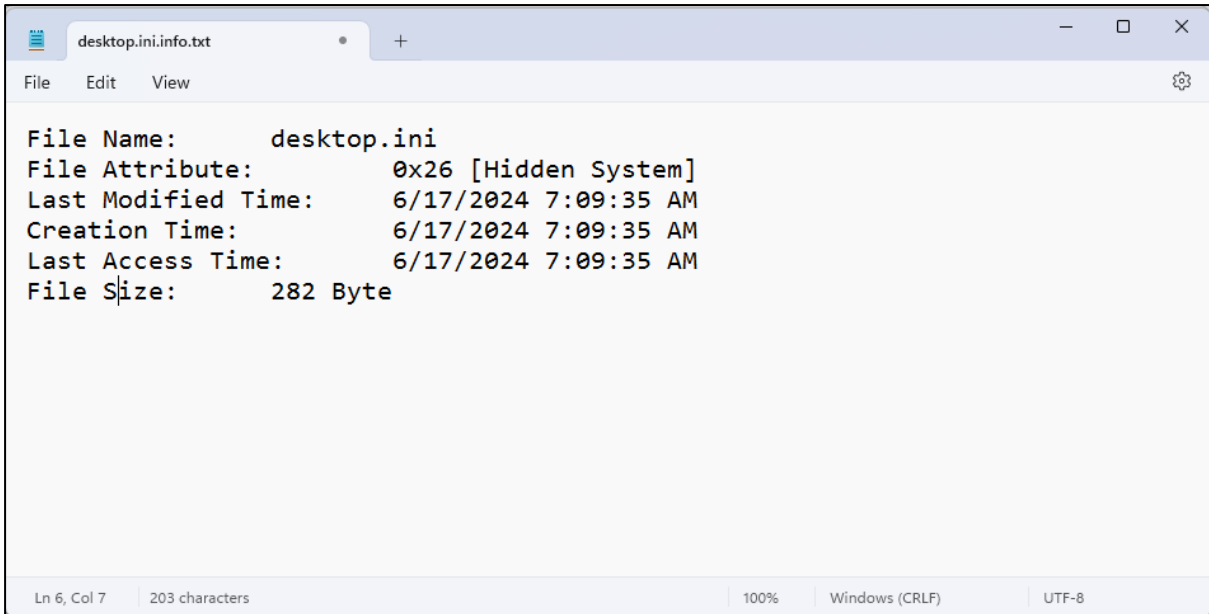 desktop.ini.info.txt
File Edit View
File Name: desktop.ini
File Attribute: 0x26 [Hidden System]
Last Modified Time: 6/17/2024 7:09:35 AM
Creation Time: 6/17/2024 7:09:35 AM
Last Access Time: 6/17/2024 7:09:35 AM
File Size: 282 Byte
Ln 6, Col 7 203 characters 100% Windows (CRLF) UTF-8